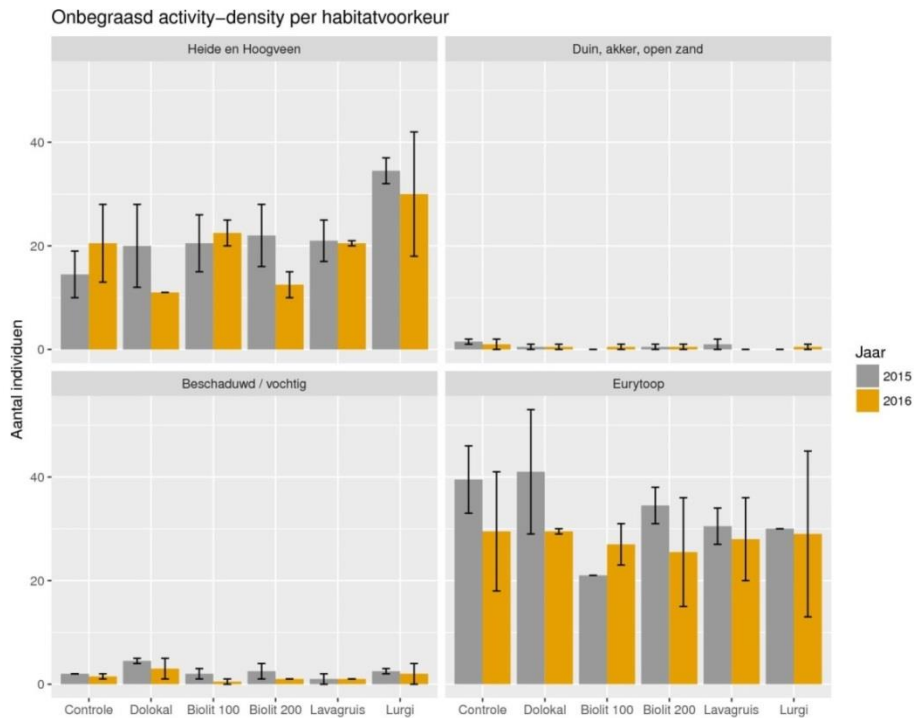 Onbegraasd activity-density per habitatvoorkeur
Heide en Hoogveen
Duin, akker, open zand
40
20
0
Beschaduwd / vochtig
Eurytoop
40
20
0
Aantal individuen
Controle Dolokal Biolit 100 Biolit 200 Lavagruis Lurgi
Controle Dolokal Biolit 100 Biolit 200 Lavagruis Lurgi
Jaar
2015
2016